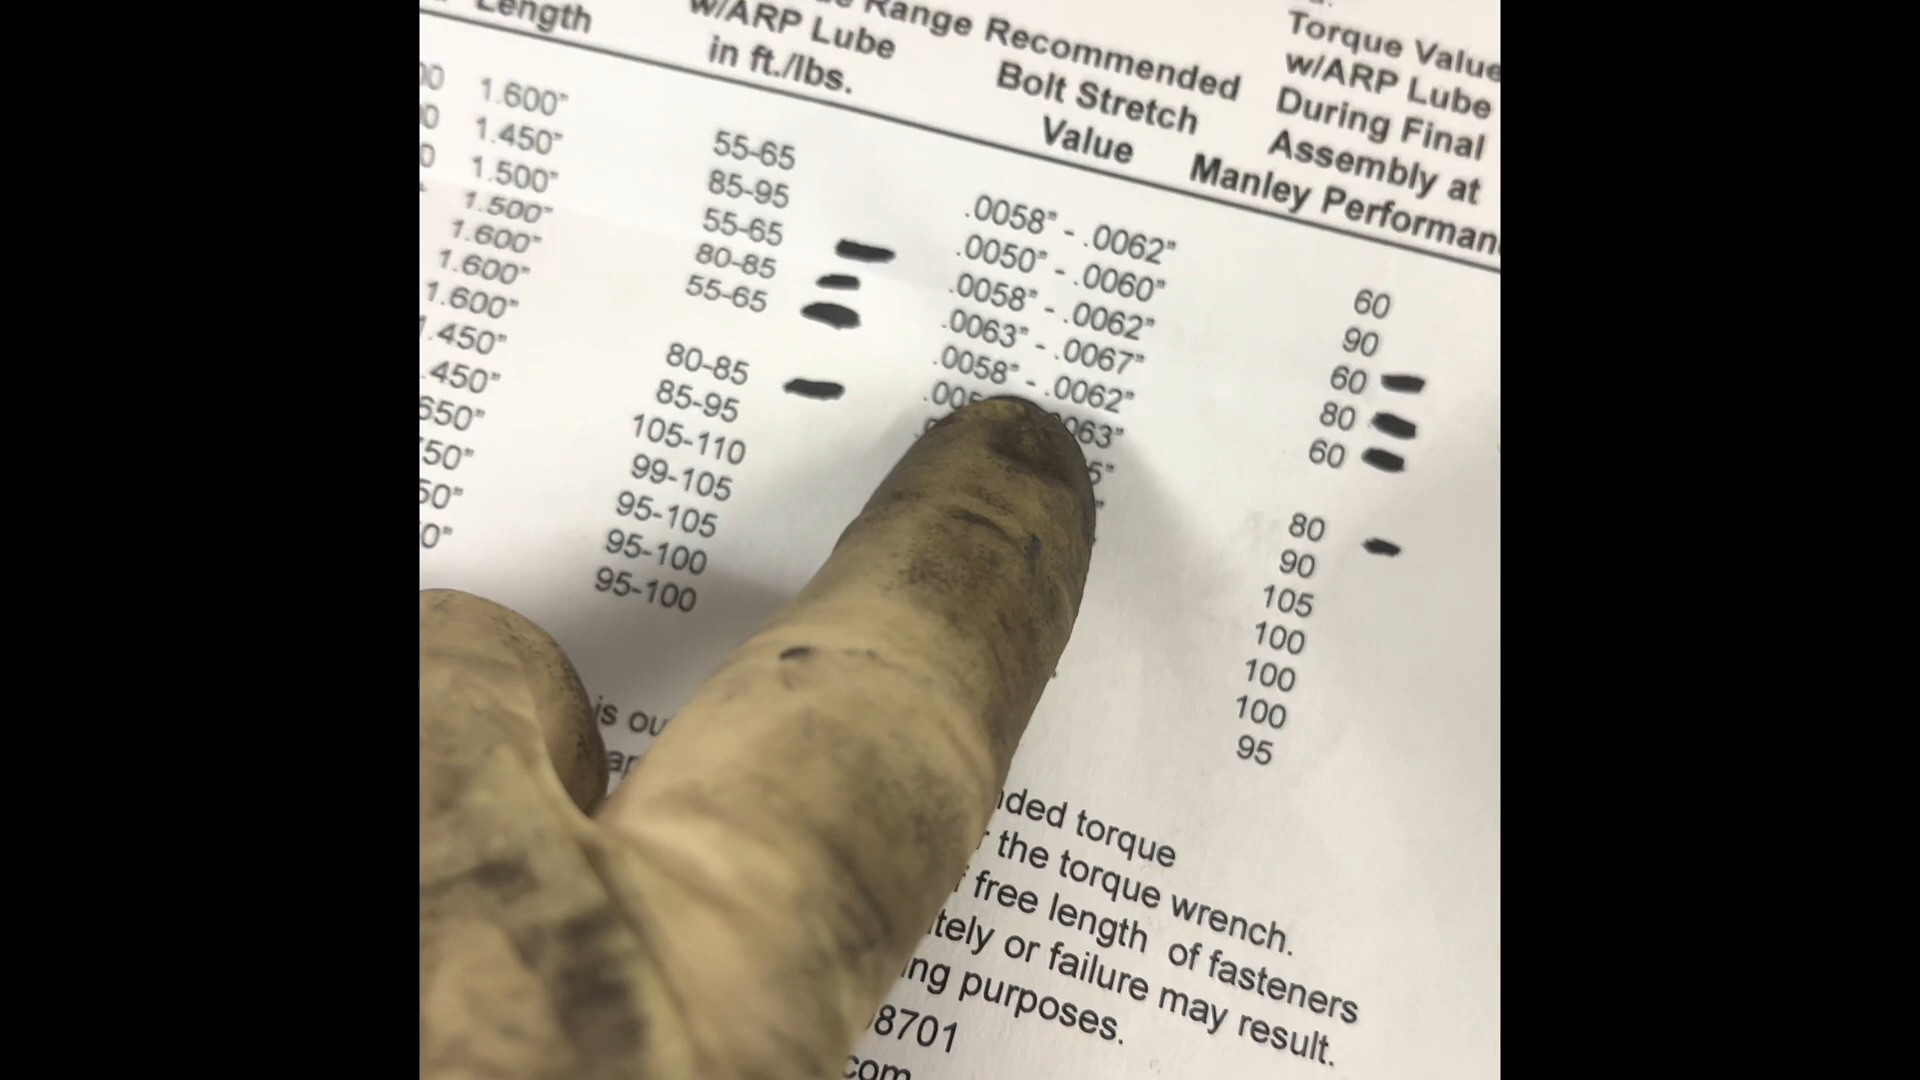 Length
w/ARP Lube
in ft./lbs.
Range Recommended
Bolt Stretch
Value
Torque Value
w/ARP Lube
During Final
Assembly at
Manley Performan
1.600"
1.450"
1.500"
1.500"
1.600"
1.600"
1.600"
.450"
.450"
650"
50"
50"
0"
55-65
85-95
55-65
80-85
55-65
80-85
85-95
105-110
99-105
95-105
95-100
95-100
.0058" - .0062"
.0050" - .0060"
.0058" - .0062"
.0063" - .0067"
.0058" - .0062"
.005 0063"
5"
60
90
60
80
60
80
90
105
100
100
100
95
is ou
nded torque
the torque wrench.
free length of fasteners
tely or failure may result.
ing purposes.
8701
com